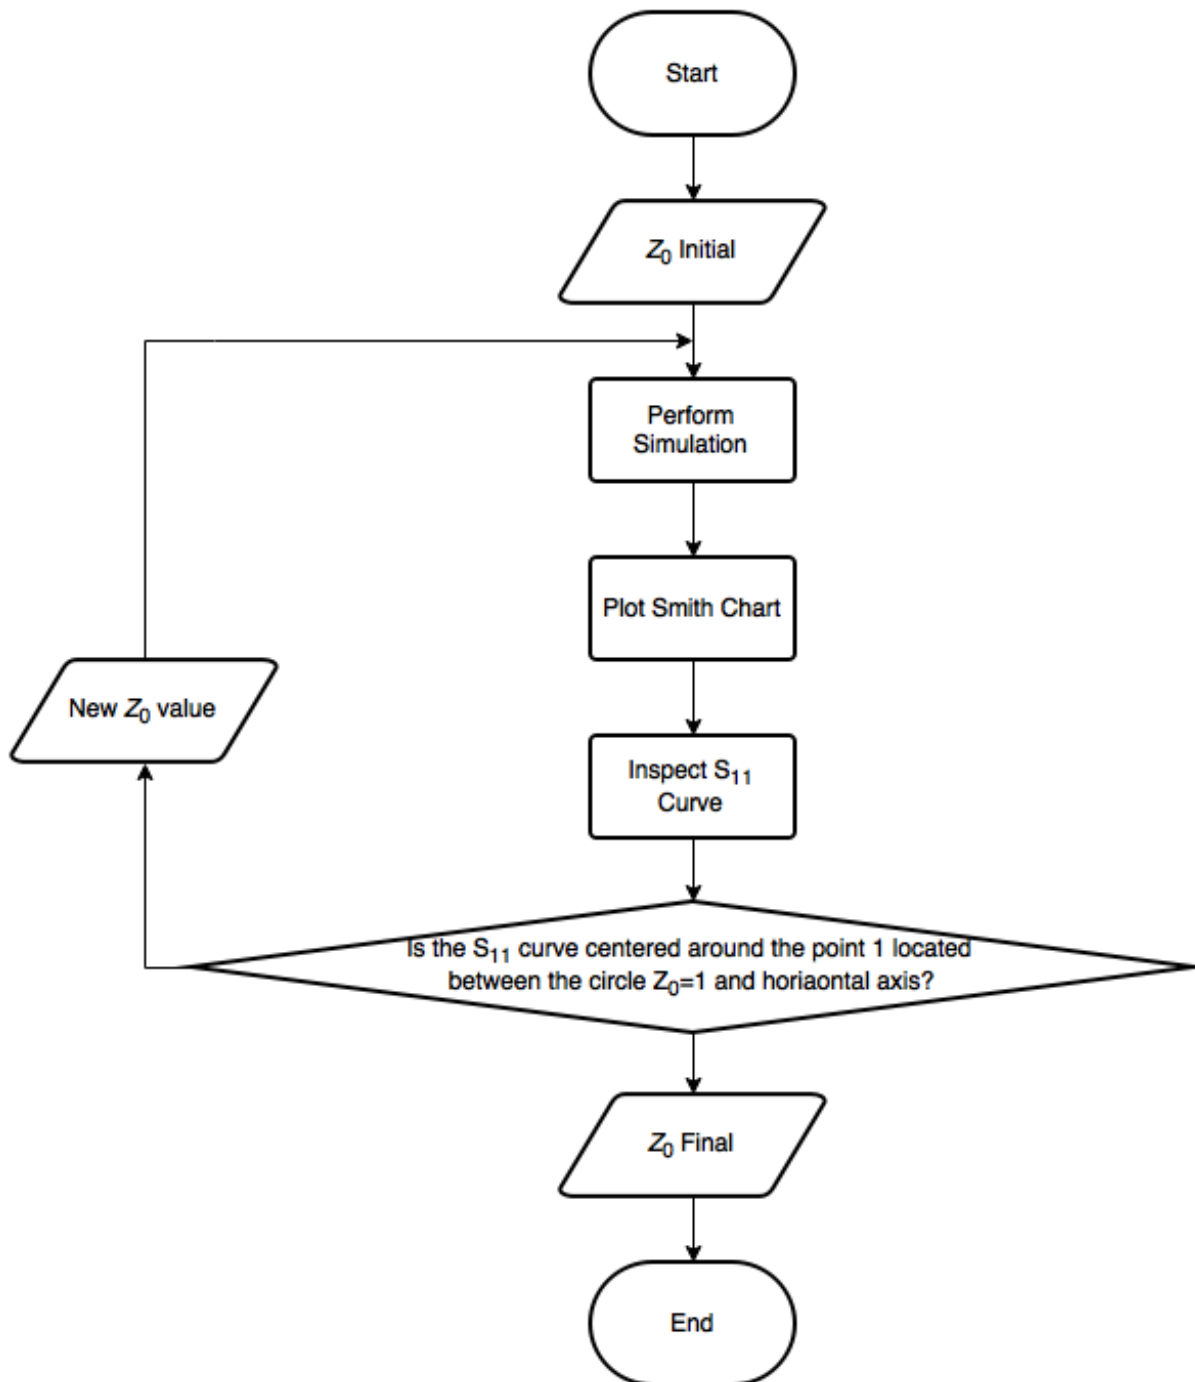 Start
Z₀ Initial
Perform
Simulation
Plot Smith Chart
New Z₀ value
Inspect S₁₁
Curve
Is the S₁₁ curve centered around the point 1 located
between the circle Z₀=1 and horiaontal axis?
Z₀ Final
End